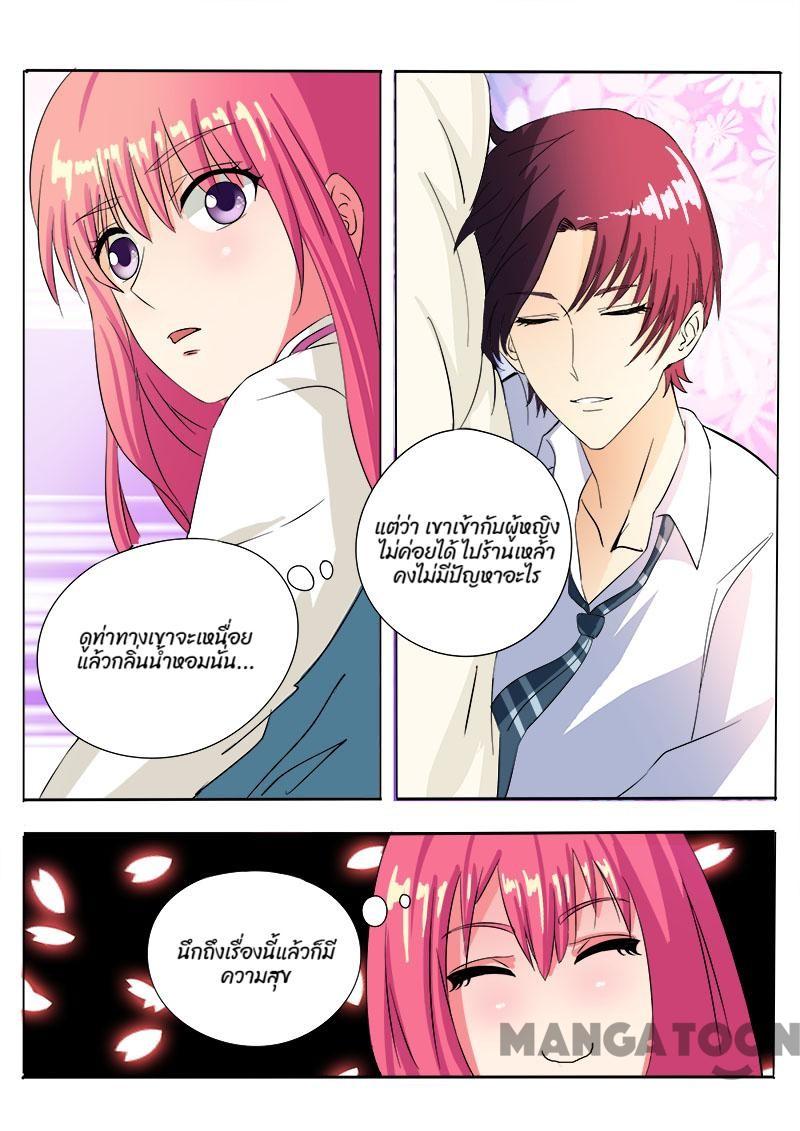 ดูท่าทางเขาจะเหนื่อย
แล้วกลิ่นน้ำหอมนั่น...
แต่ว่า เขาเข้ากับผู้หญิง
ไม่ค่อยได้ ไปร้านเหล้า
คงไม่มีปัญหาอะไร
นึกถึงเรื่องนี้แล้วก็มี
ความสุข
MANGATOON